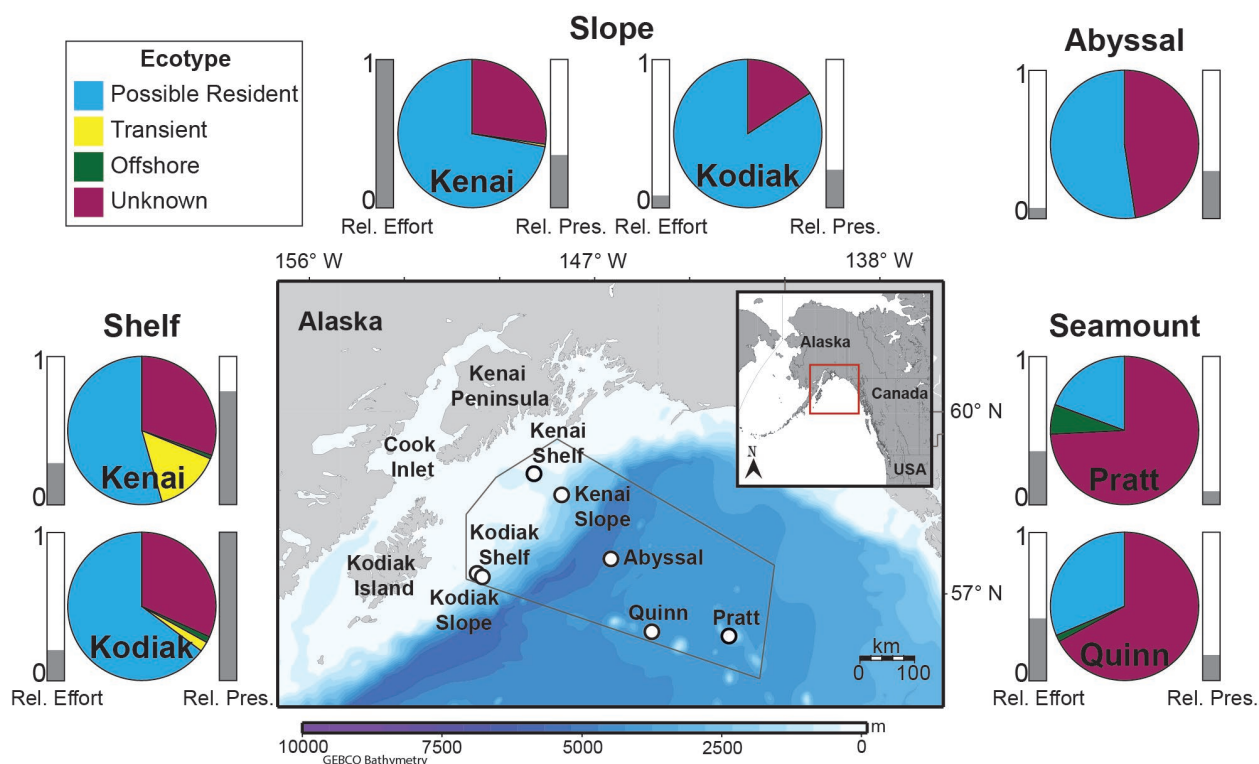 Slope
Abyssal
Ecotype
Possible Resident
Transient
Offshore
Unknown
1
0
Kenai
Rel. Effort
Rel. Pres.
1
0
Kodiak
Rel. Effort
Rel. Pres.
1
0
156° W
147° W
138° W
Shelf
1
0
Kenai
1
0
Kodiak
Rel. Effort
Rel. Pres.
Alaska
Kenai
Peninsula
Cook
Inlet
Kenai
Shelf
Kenai
Slope
Kodiak
Shelf
Kodiak
Island
Kodiak
Slope
Abyssal
Quinn
Pratt
km
0 100
Alaska
Canada
USA
N
60° N
57° N
Seamount
1
0
Pratt
1
0
Quinn
Rel. Effort
Rel. Pres.
m
10000 7500 5000 2500 0
GEBCO Bathymetry